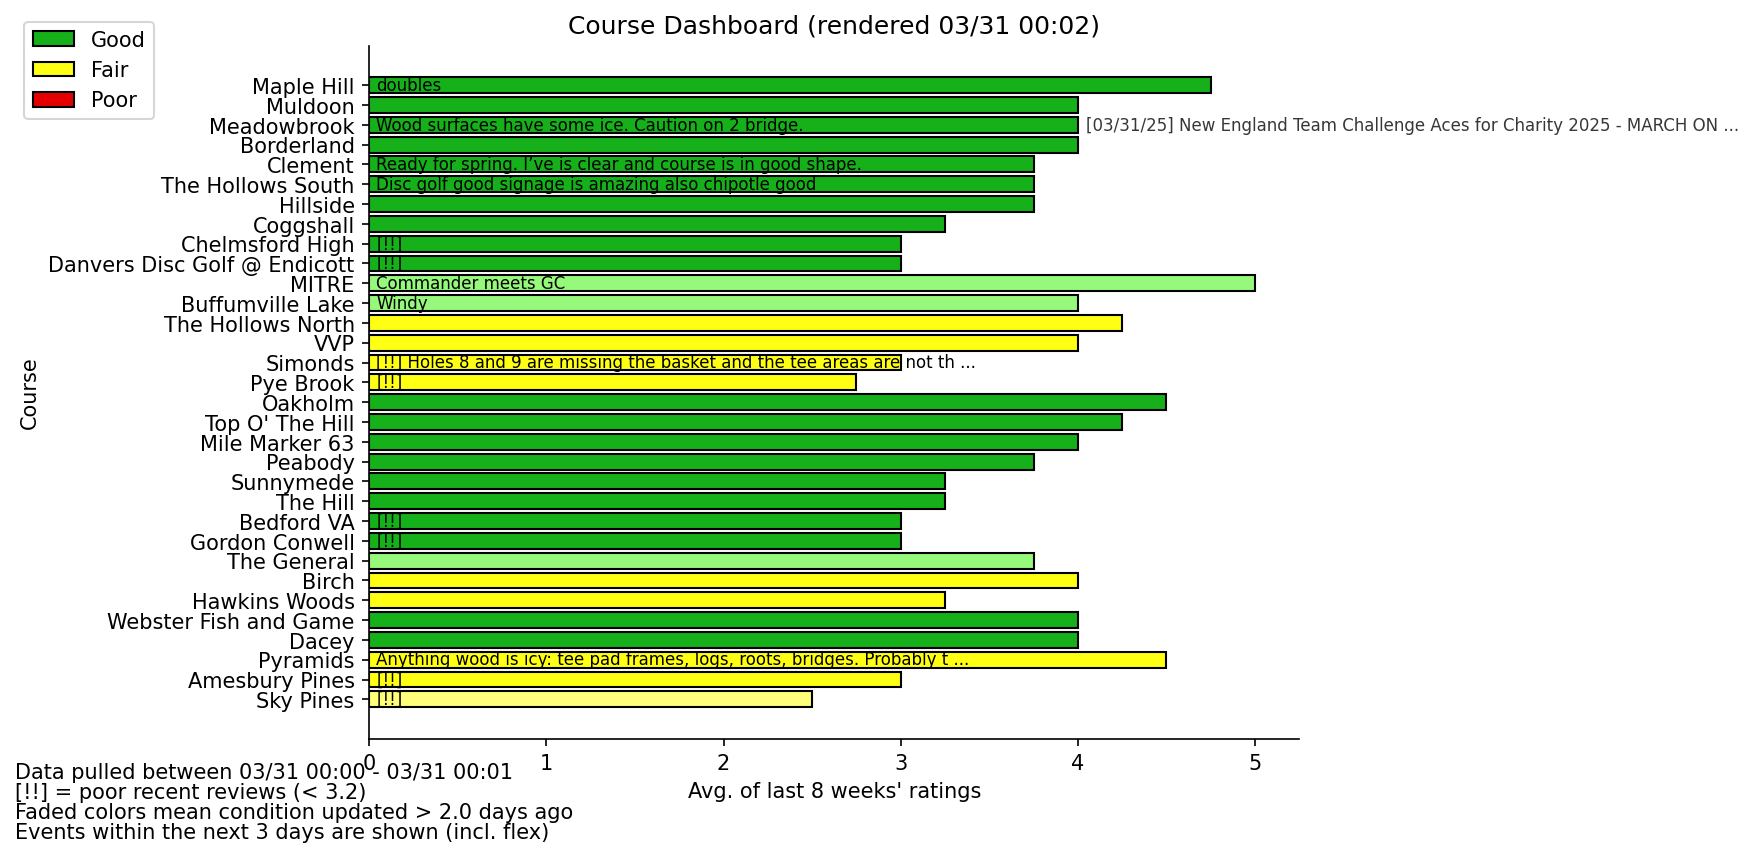 Course Dashboard (rendered 03/31 00:02)
Good
Fair
Poor
Course
Maple Hill doubles
Muldoon
Meadowbrook Wood surfaces have some ice. Caution on 2 bridge. [03/31/25] New England Team Challenge Aces for Charity 2025 - MARCH ON ...
Borderland
Clement Ready for spring. I’ve is clear and course is in good shape.
The Hollows South Disc golf good signage is amazing also chipotle good
Hillside
Coggshall
Chelmsford High [!!]
Danvers Disc Golf @ Endicott [!!]
MITRE Commander meets GC
Buffumville Lake Windy
The Hollows North
VVP
Simonds [!!] Holes 8 and 9 are missing the basket and the tee areas are not th ...
Pye Brook [!!]
Oakholm
Top O' The Hill
Mile Marker 63
Peabody
Sunnymede
The Hill
Bedford VA [!!]
Gordon Conwell [!!]
The General
Birch
Hawkins Woods
Webster Fish and Game
Dacey
Pyramids Anything wood is icy: tee pad frames, logs, roots, bridges. Probably t ...
Amesbury Pines [!!]
Sky Pines [!!]
0 1 2 3 4 5
Avg. of last 8 weeks' ratings
Data pulled between 03/31 00:00 - 03/31 00:01
[!!] = poor recent reviews (< 3.2)
Faded colors mean condition updated > 2.0 days ago
Events within the next 3 days are shown (incl. flex)